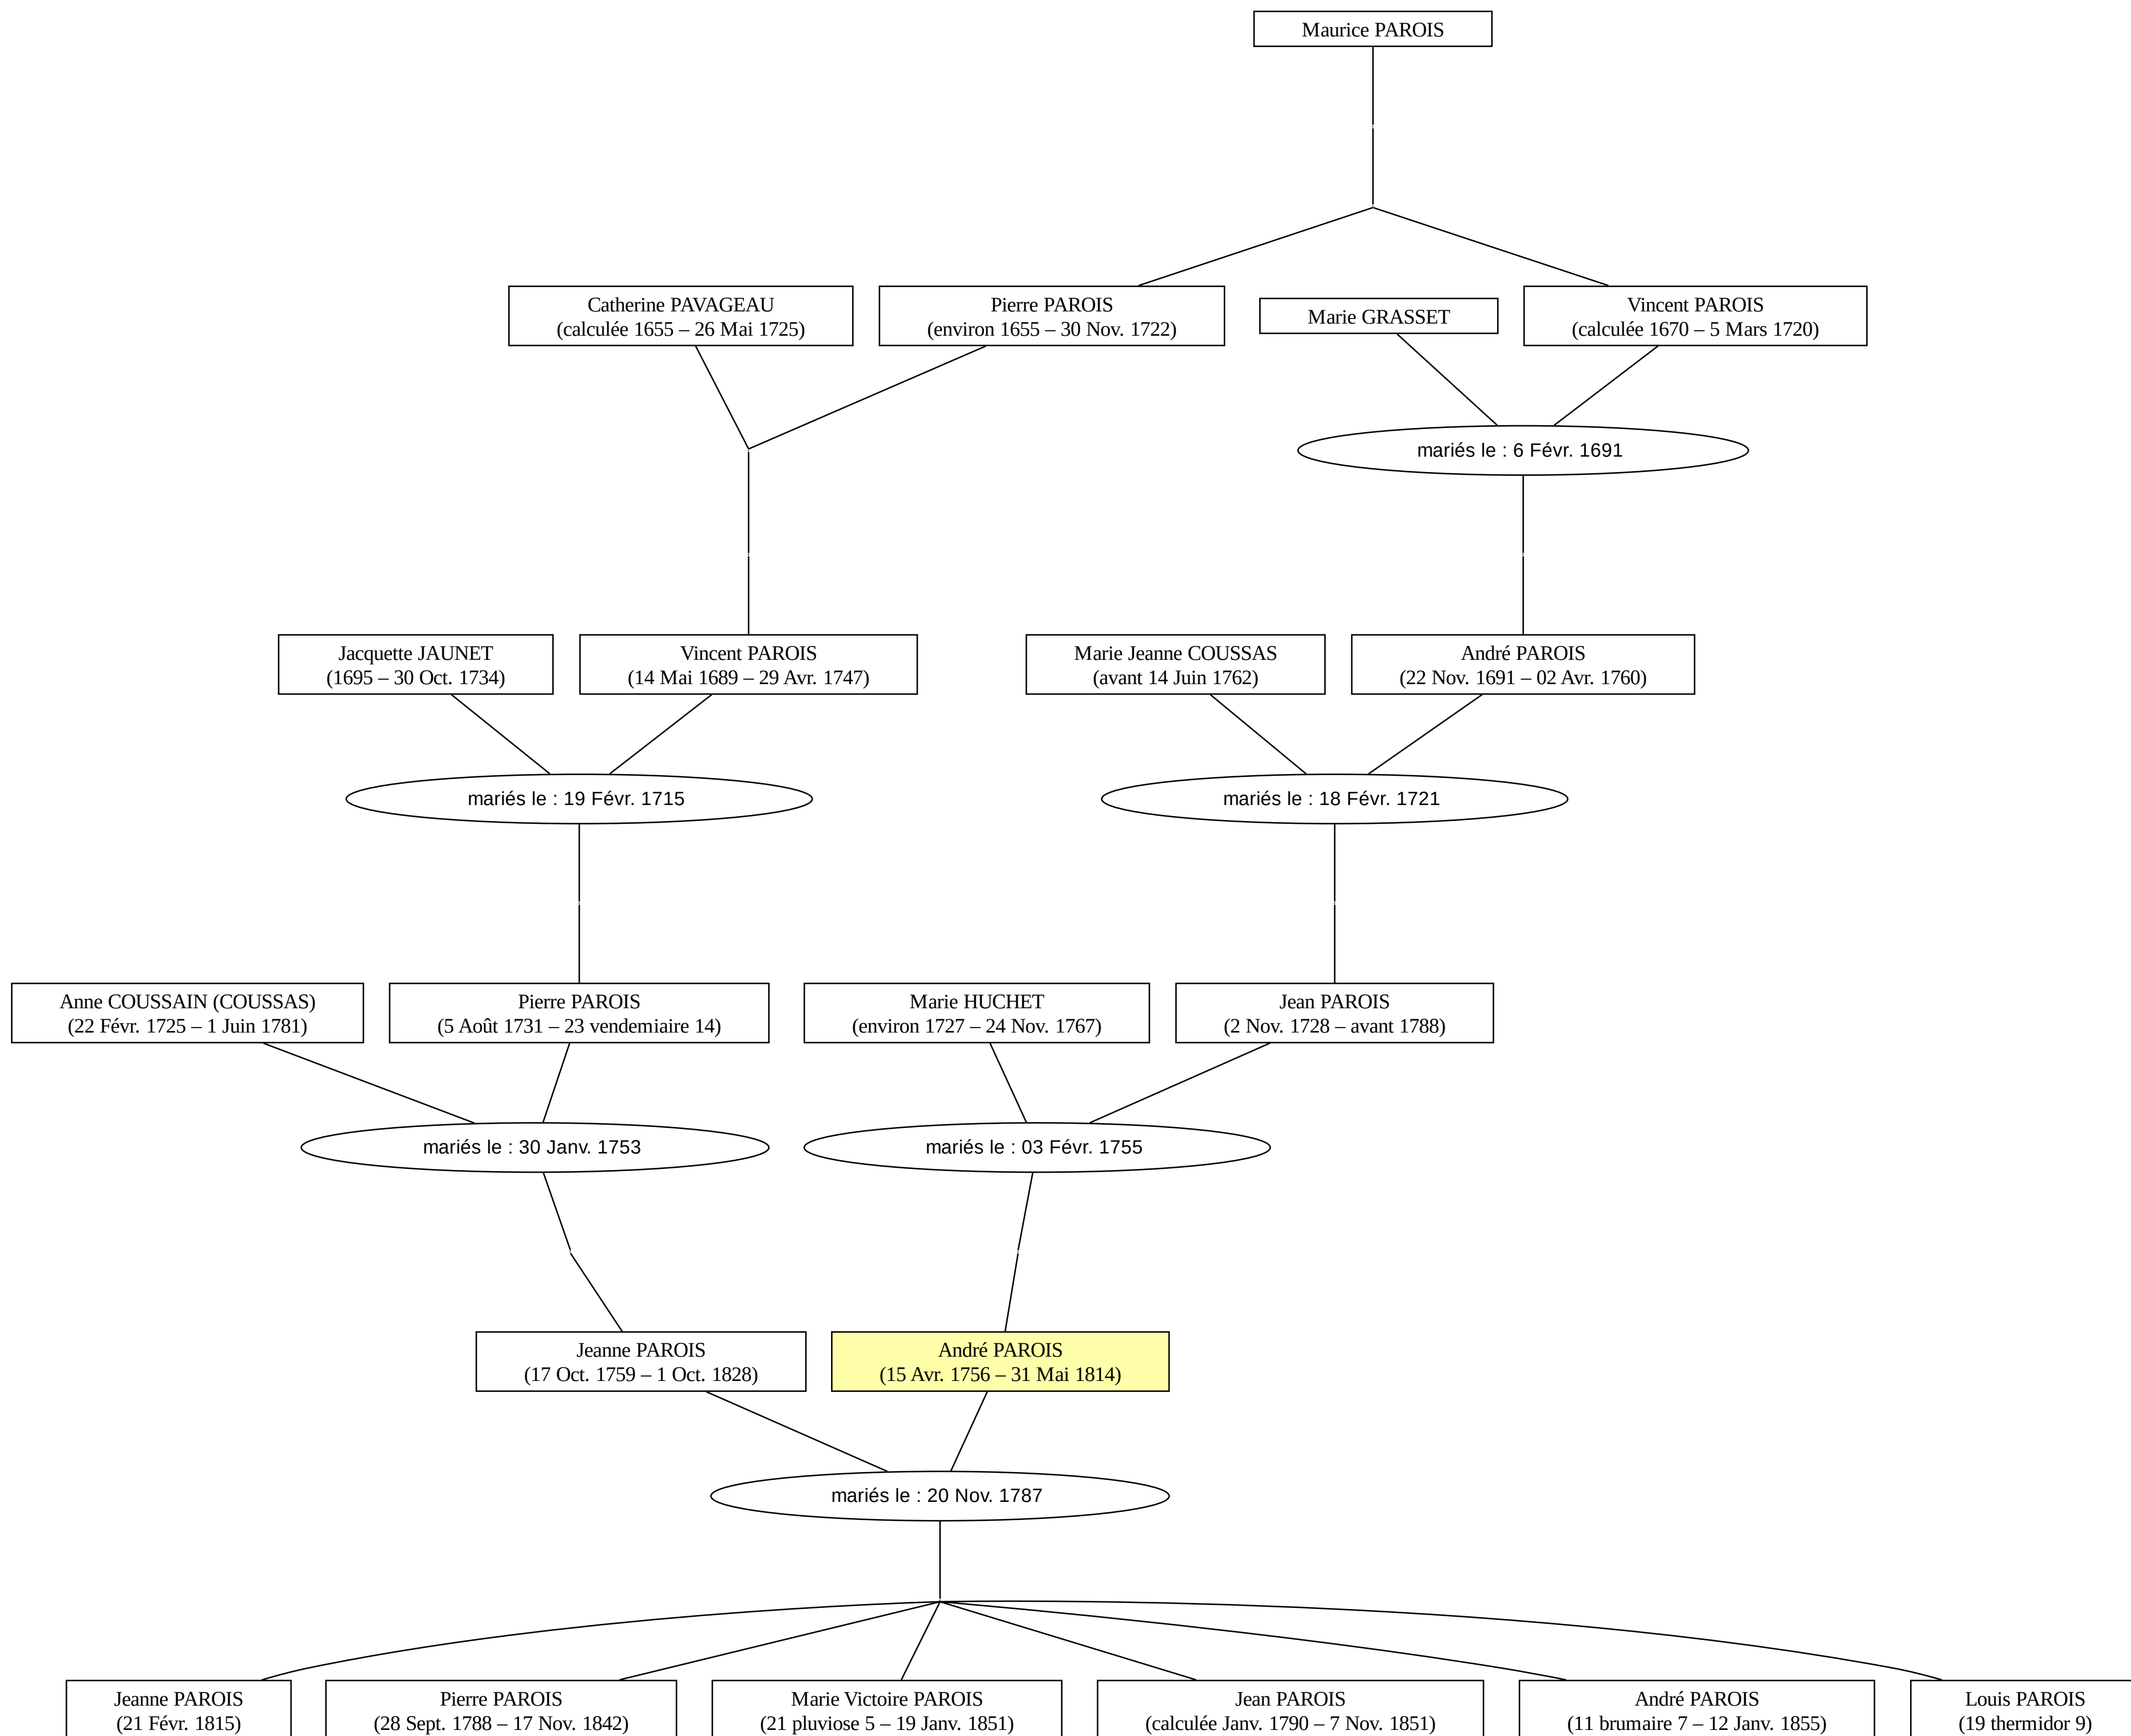 Maurice PAROIS
Catherine PAVAGEAU
(calculée 1655 – 26 Mai 1725)
Pierre PAROIS
(environ 1655 – 30 Nov. 1722)
Marie GRASSET
Vincent PAROIS
(calculée 1670 – 5 Mars 1720)
mariés le : 6 Févr. 1691
Jacquette JAUNET
(1695 – 30 Oct. 1734)
Vincent PAROIS
(14 Mai 1689 – 29 Avr. 1747)
Marie Jeanne COUSSAS
(avant 14 Juin 1762)
André PAROIS
(22 Nov. 1691 – 02 Avr. 1760)
mariés le : 19 Févr. 1715
mariés le : 18 Févr. 1721
Anne COUSSAIN (COUSSAS)
(22 Févr. 1725 – 1 Juin 1781)
Pierre PAROIS
(5 Août 1731 – 23 vendemiaire 14)
Marie HUCHET
(environ 1727 – 24 Nov. 1767)
Jean PAROIS
(2 Nov. 1728 – avant 1788)
mariés le : 30 Janv. 1753
mariés le : 03 Févr. 1755
Jeanne PAROIS
(17 Oct. 1759 – 1 Oct. 1828)
André PAROIS
(15 Avr. 1756 – 31 Mai 1814)
mariés le : 20 Nov. 1787
Jeanne PAROIS
(21 Févr. 1815)
Pierre PAROIS
(28 Sept. 1788 – 17 Nov. 1842)
Marie Victoire PAROIS
(21 pluviose 5 – 19 Janv. 1851)
Jean PAROIS
(calculée Janv. 1790 – 7 Nov. 1851)
André PAROIS
(11 brumaire 7 – 12 Janv. 1855)
Louis PAROIS
(19 thermidor 9)